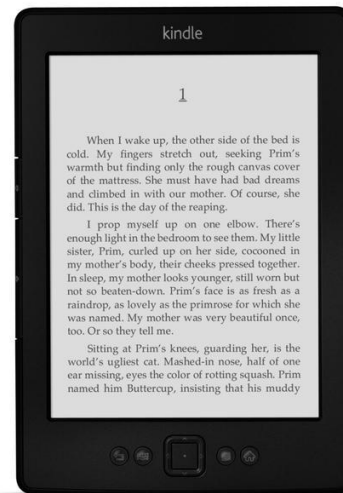 kindle
1
When I wake up, the other side of the bed is
cold. My fingers stretch out, seeking Prim's
warmth but finding only the rough canvas cover
of the mattress. She must have had bad dreams
and climbed in with our mother. Of course, she
did. This is the day of the reaping.
I prop myself up on one elbow. There's
enough light in the bedroom to see them. My little
sister, Prim, curled up on her side, cocooned in
my mother's body, their cheeks pressed together.
In sleep, my mother looks younger, still worn but
not so beaten-down. Prim's face is as fresh as a
raindrop, as lovely as the primrose for which she
was named. My mother was very beautiful once,
too. Or so they tell me.
Sitting at Prim's knees, guarding her, is the
world's ugliest cat. Mashed-in nose, half of one
ear missing, eyes the color of rotting squash. Prim
named him Buttercup, insisting that his muddy